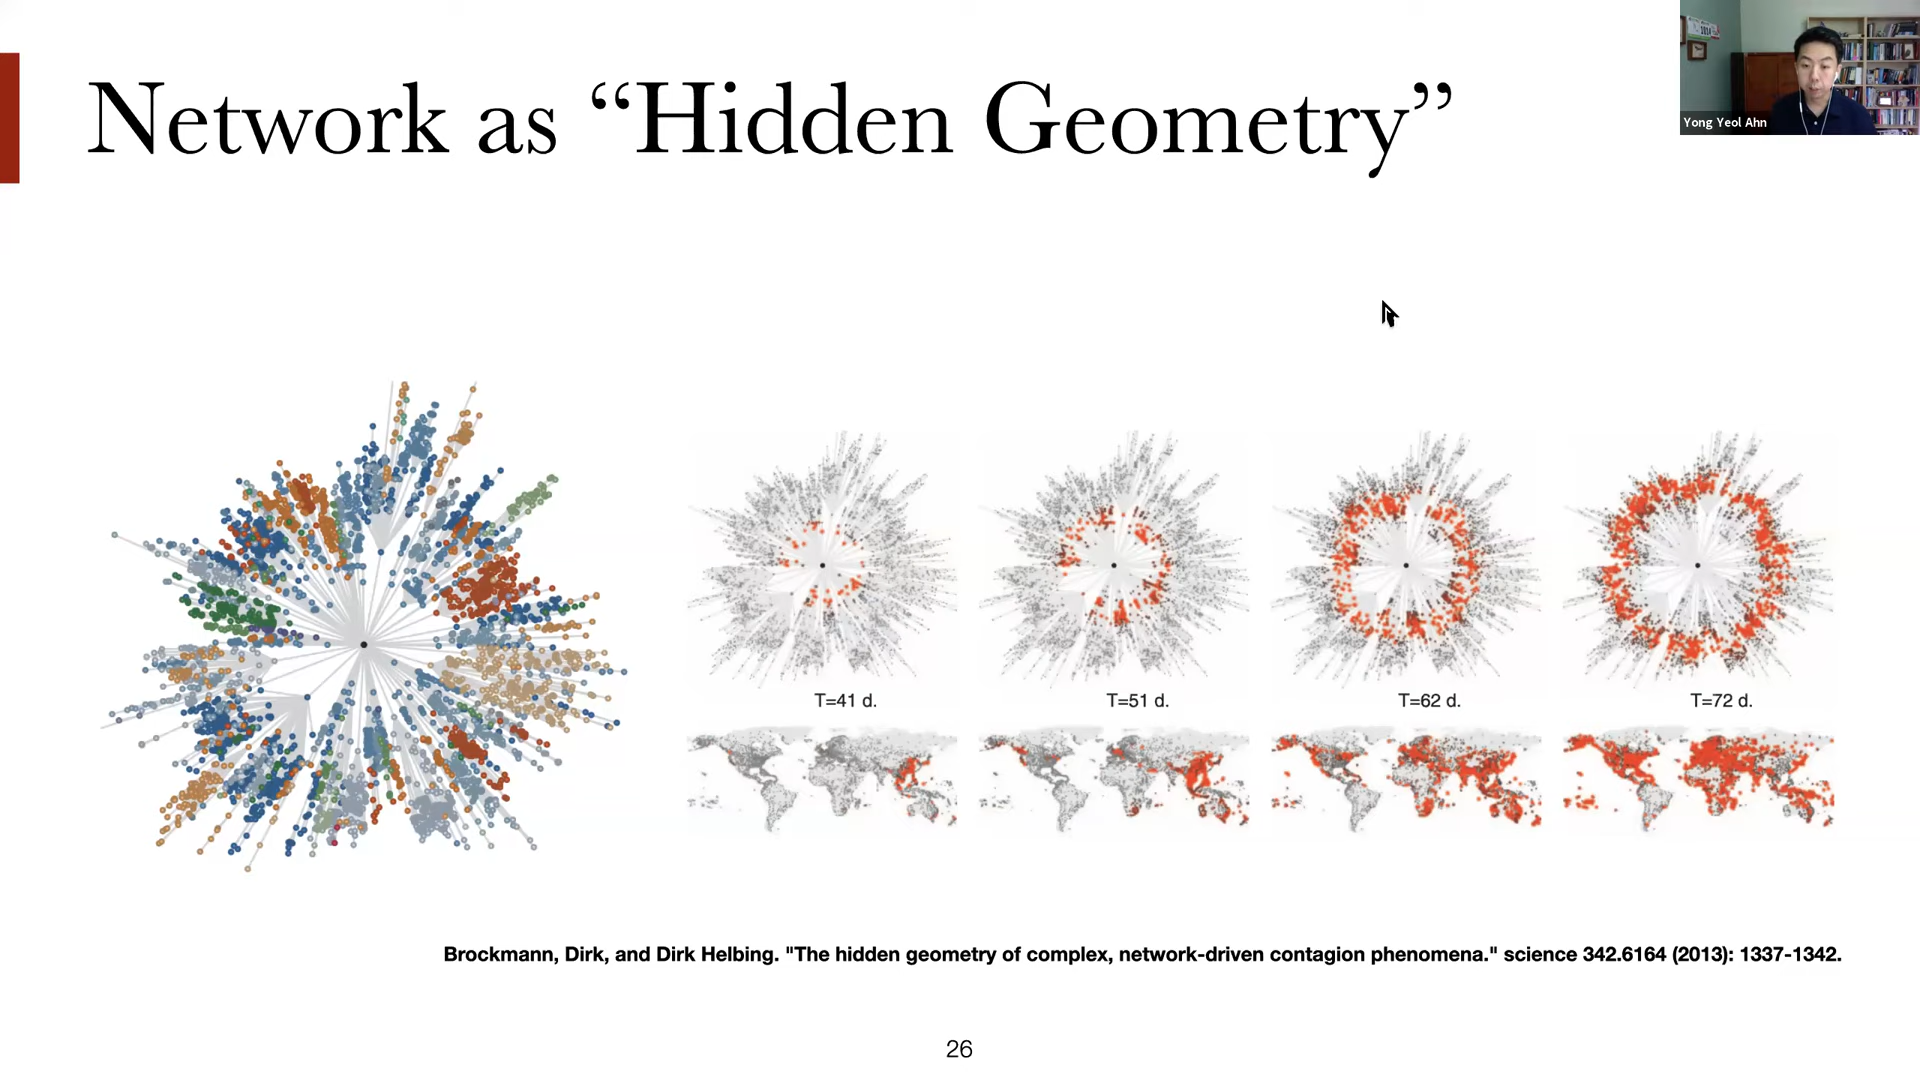 Network as “Hidden Geometry”
Yong Yeol Ahn
T=41 d.
T=51 d.
T=62 d.
T=72 d.
Brockmann, Dirk, and Dirk Helbing. "The hidden geometry of complex, network-driven contagion phenomena." science 342.6164 (2013): 1337-1342.
26